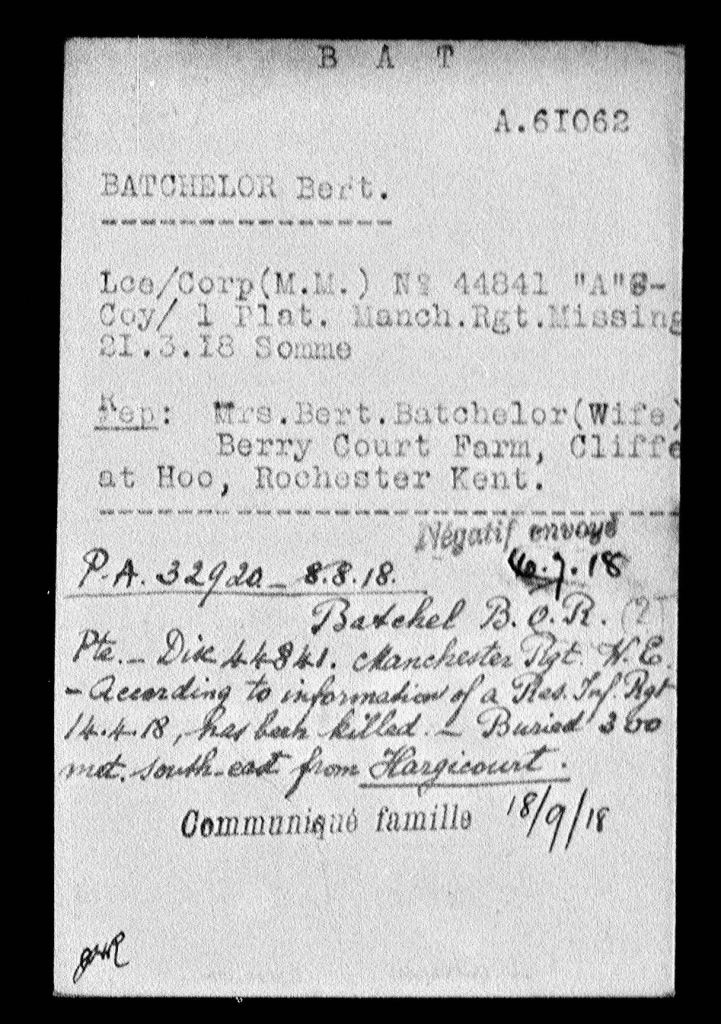 B A T
A.61062
BATCHELOR Bert.
Lce/Corp(M.M.) Nº 44841 "A"S-
Coy/ 1 Plat. Manch.Rgt.Missing
21.3.18 Somme
Rep: Mrs.Bert.Batchelor(Wife)
Berry Court Farm, Cliffe
at Hoo, Rochester Kent.
Négatif envoyé
P.A. 32920 - 8.8.18.
.7.18
Batchel B.O.R. (?)
Pte. - Disc 44841. Manchester Rgt. W.E.
- According to information of a Res. Inf. Rgt
14.4.18, has been killed. - Buried 300
met. south-east from Hargicourt.
Communiqué famille 18/9/18